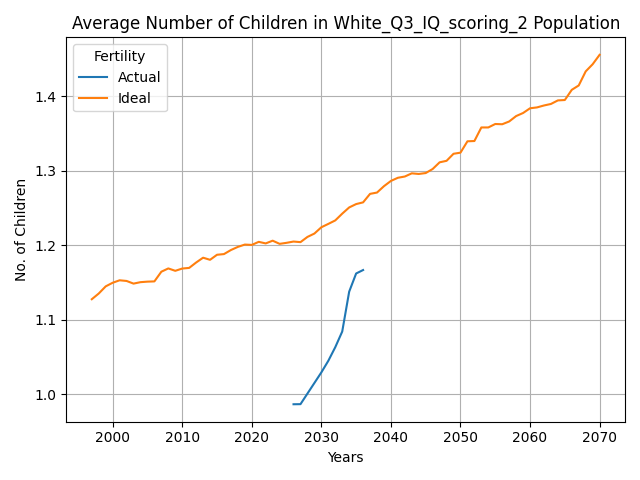 Average Number of Children in White_Q3_IQ_scoring_2 Population
Fertility
Actual
Ideal
No. of Children
1.4
1.3
1.2
1.1
1.0
2000 2010 2020 2030 2040 2050 2060 2070
Years